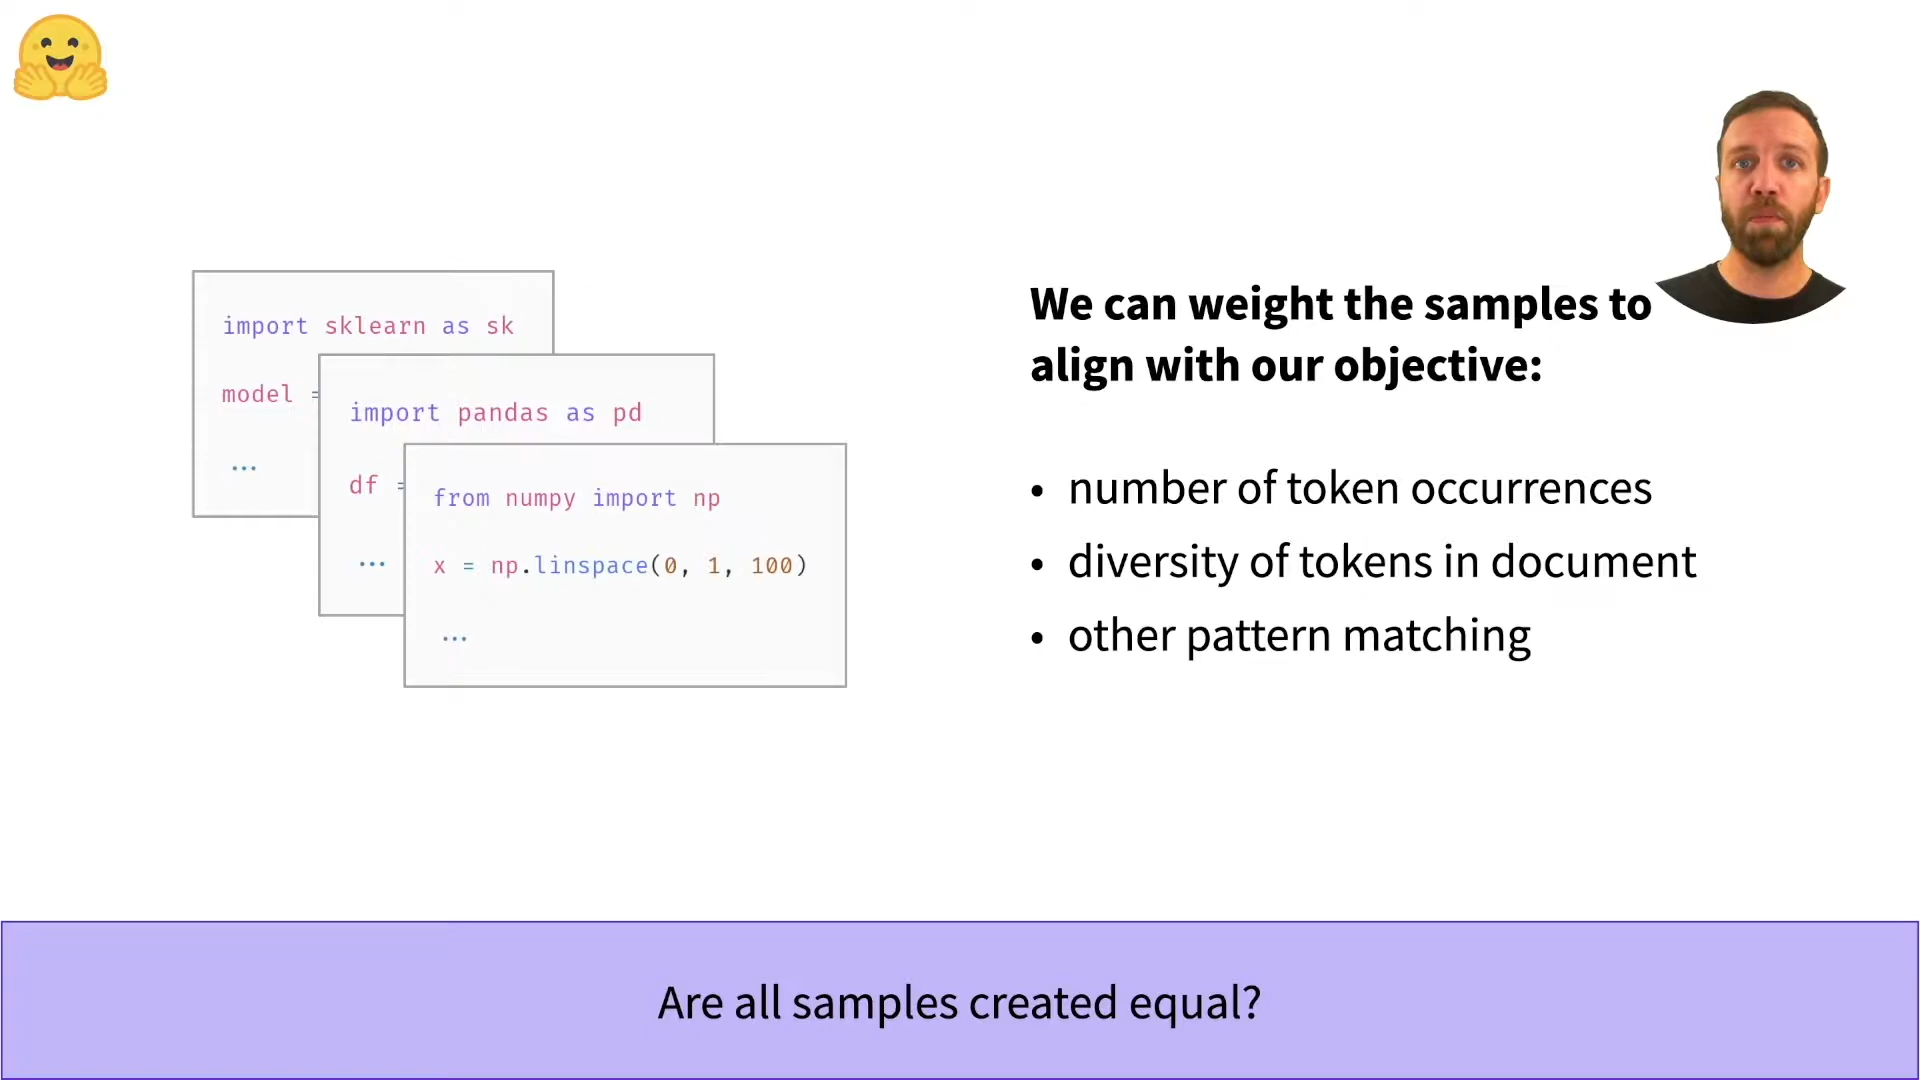 import sklearn as sk
model =
...
import pandas as pd
df =
...
from numpy import np
x = np.linspace(0, 1, 100)
...
We can weight the samples to
align with our objective:
• number of token occurrences
• diversity of tokens in document
• other pattern matching
Are all samples created equal?